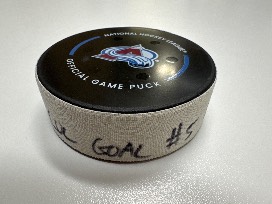 NATIONAL HOCKEY LEAGUE
OFFICIAL GAME PUCK
GOAL #5